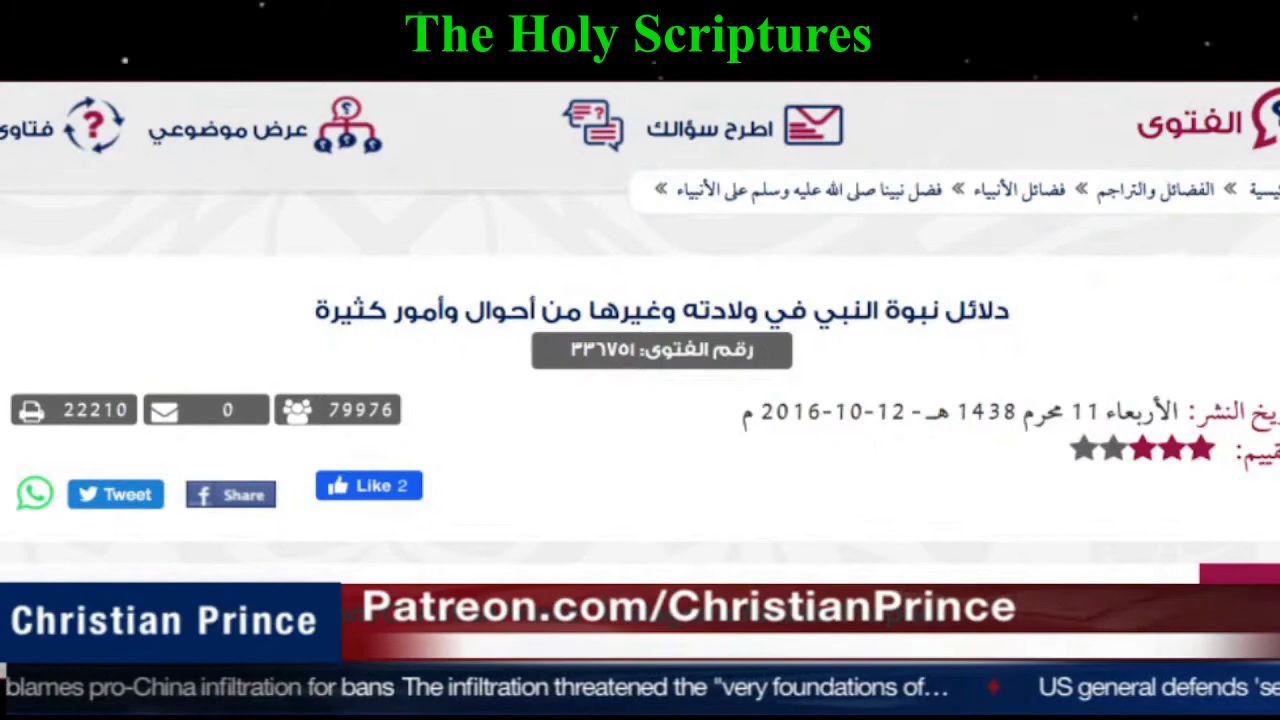 The Holy Scriptures
الفتوى
اطرح سؤالك
عرض موضوعي
فتاوى
الفضائل والتراجم » فضائل الأنبياء » فضل نبينا صلى الله عليه وسلم على الأنبياء »
دلائل نبوة النبي في ولادته وغيرها من أحوال وأمور كثيرة
رقم الفتوى: ٣٣٦٧٥١
النشر: الأربعاء 11 محرم 1438 هـ - 12-10-2016 م
22210
0
79976
Tweet
Share
Like 2
Christian Prince
Patreon.com/ChristianPrince
blames pro-China infiltration for bans The infiltration threatened the "very foundations of... ♦ US general defends 'se